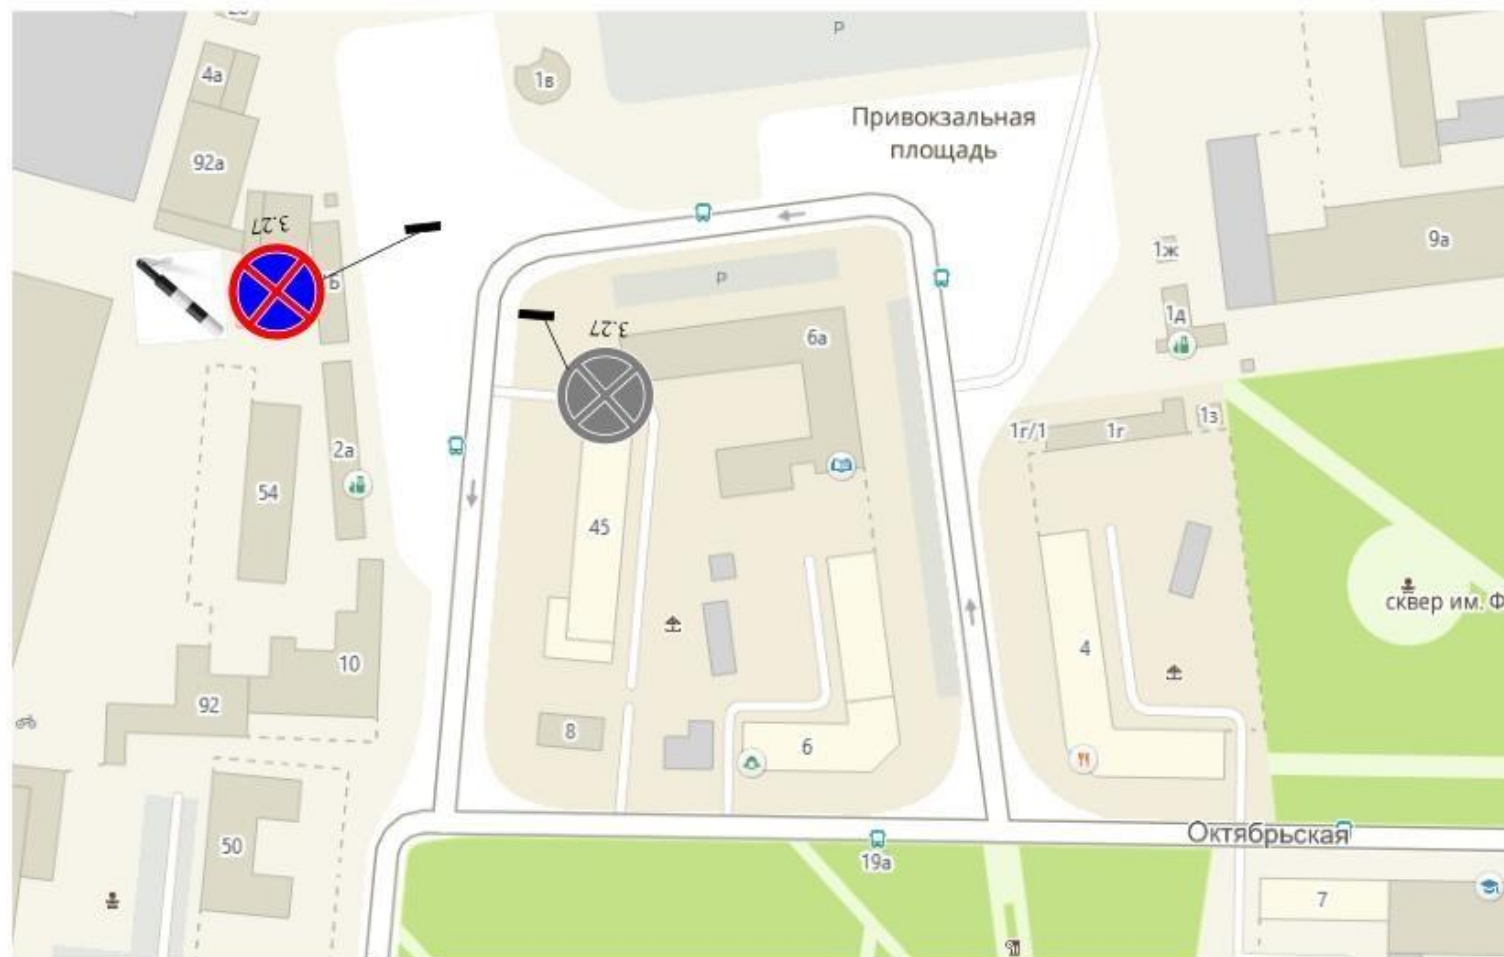 Р
4а
1в
Привокзальная
площадь
92а
3.27
9а
1ж
Р
1д
3.27
6а
1з
1г/1
1г
2а
54
45
сквер им. Ф
4
10
92
8
6
Октябрьская
50
19а
7